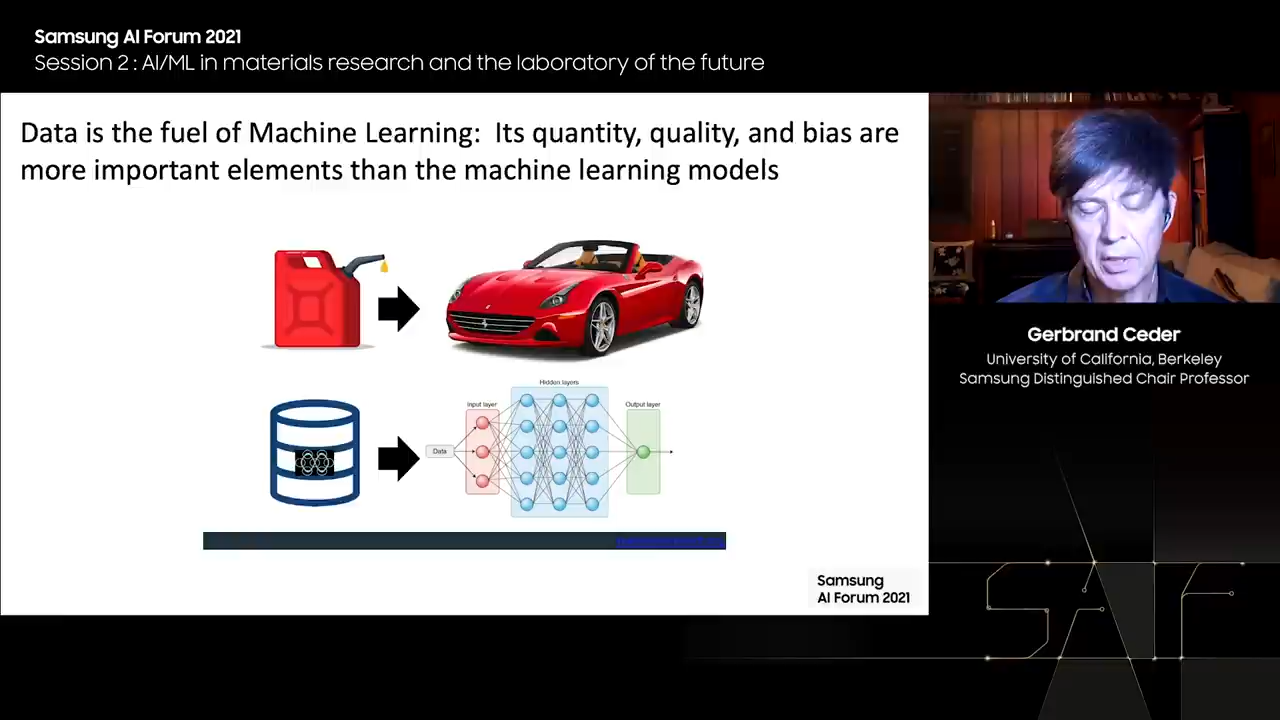 Samsung AI Forum 2021
Session 2 : AI/ML in materials research and the laboratory of the future
Data is the fuel of Machine Learning: Its quantity, quality, and bias are
more important elements than the machine learning models
Hidden layers
Input layer
Output layer
Data
Samsung
AI Forum 2021
Gerbrand Ceder
University of Callfornia, Berkeley
Samsung Distinguished Chair Professor